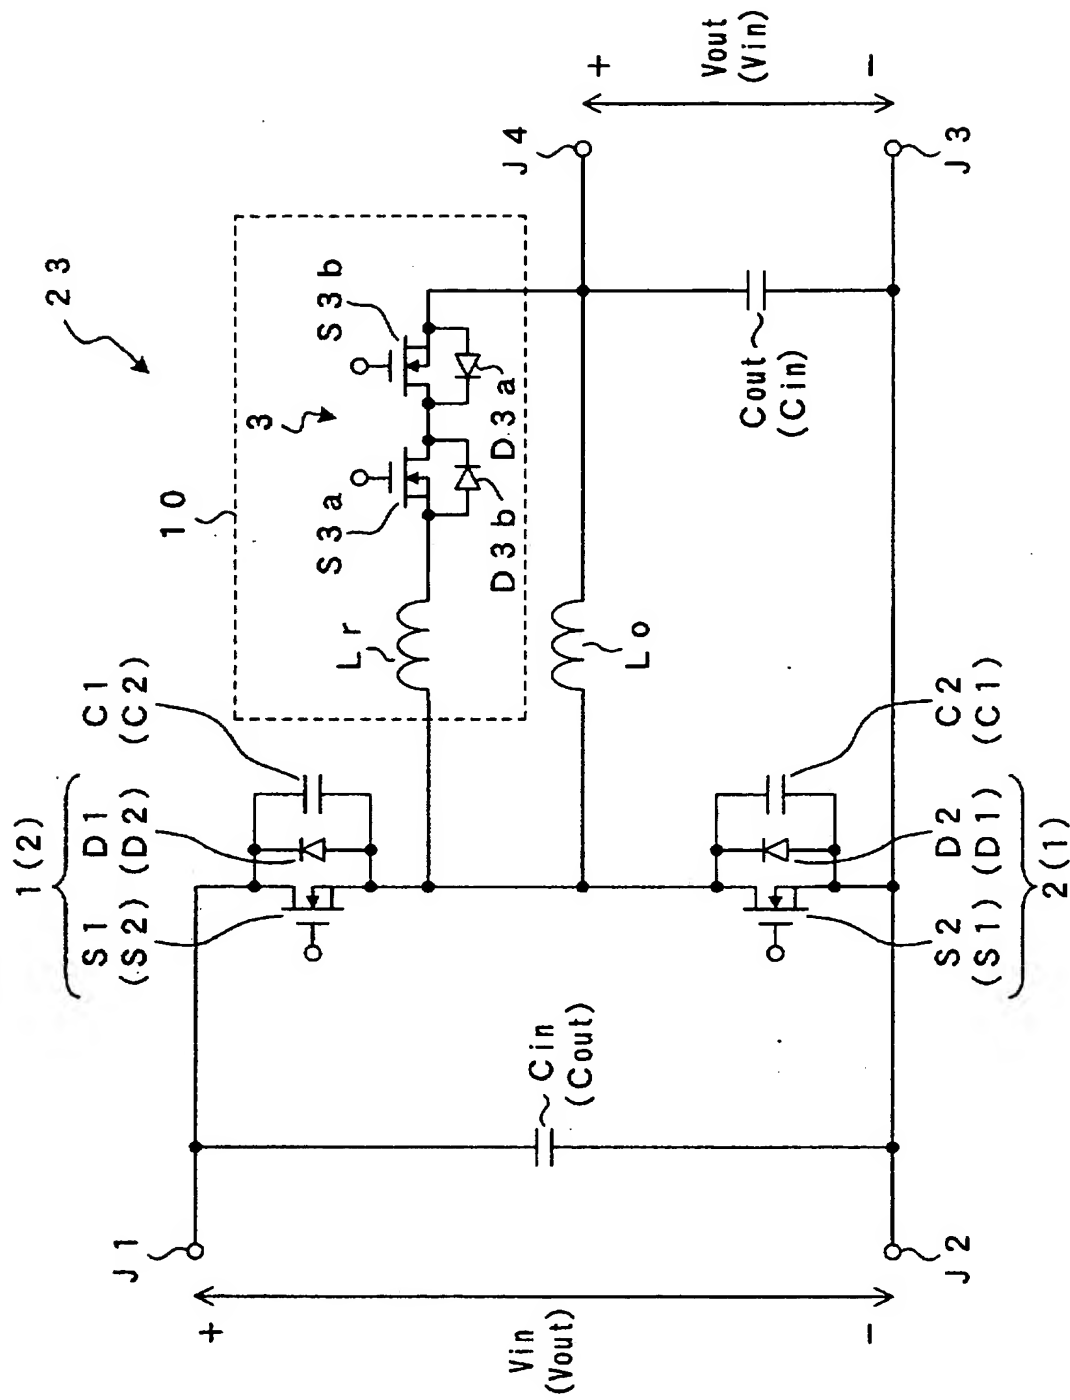 23
10
3
S3a
S3b
D3b
D3a
Lr
Lo
1(2)
S1 D1 C1
(S2) (D2) (C2)
J1
J4
+
Vin
(Vout)
−
Cin
(Cout)
Cout
(Cin)
+
Vout
(Vin)
−
J2
J3
S2 D2 C2
(S1) (D1) (C1)
2(1)